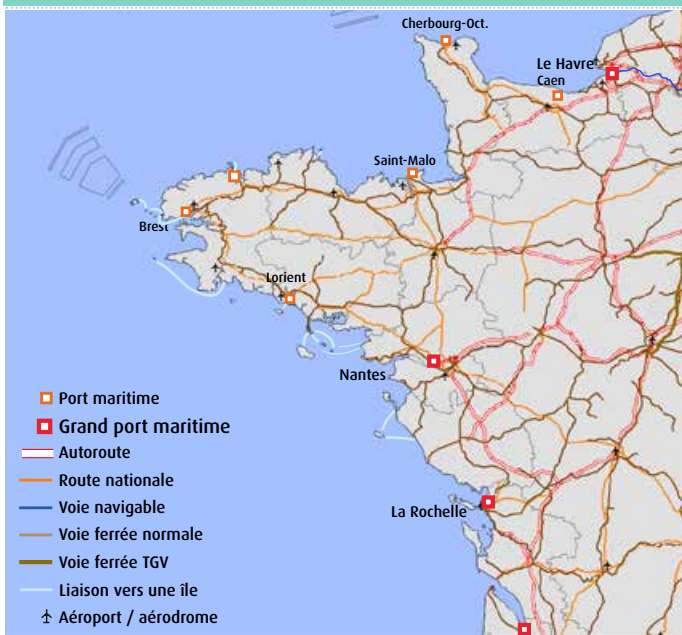 Cherbourg-Oct.
Le Havre
Caen
Saint-Malo
Brest
Lorient
Nantes
La Rochelle
Port maritime
Grand port maritime
Autoroute
Route nationale
Voie navigable
Voie ferrée normale
Voie ferrée TGV
Liaison vers une île
Aéroport / aérodrome